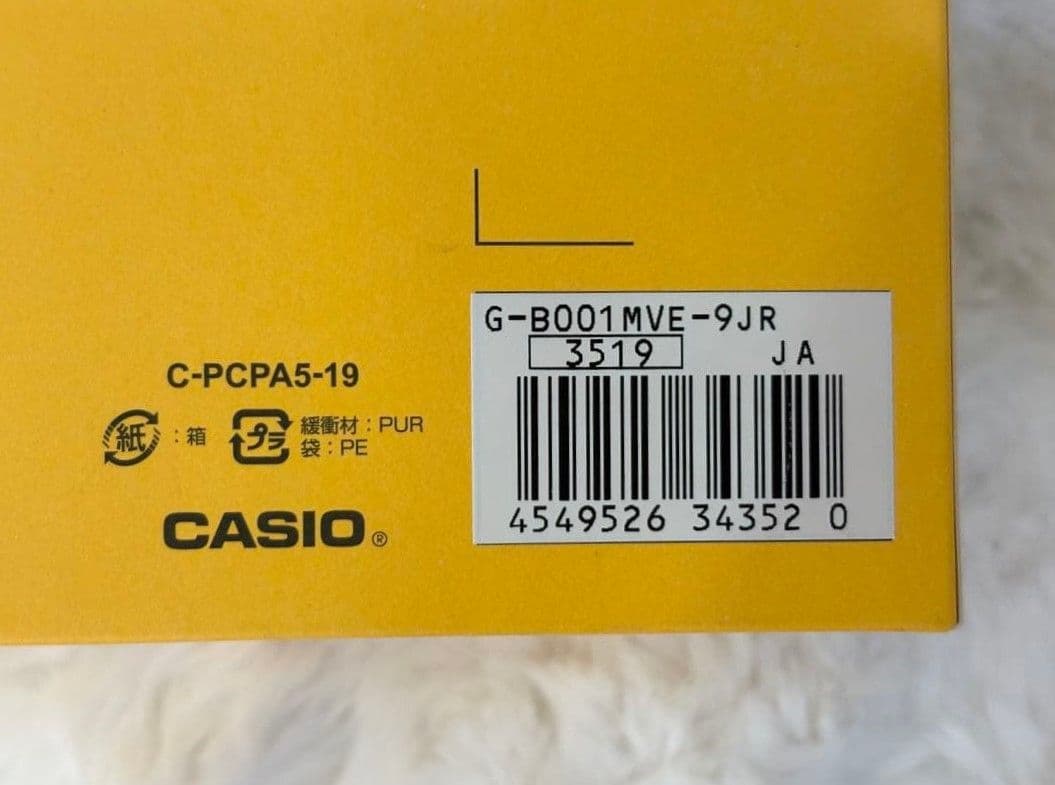 G-B001MVE-9JR
3519 JA
4549526 34352 0
C-PCPA5-19
紙：箱
プラ 緩衝材：PUR
袋：PE
CASIO®